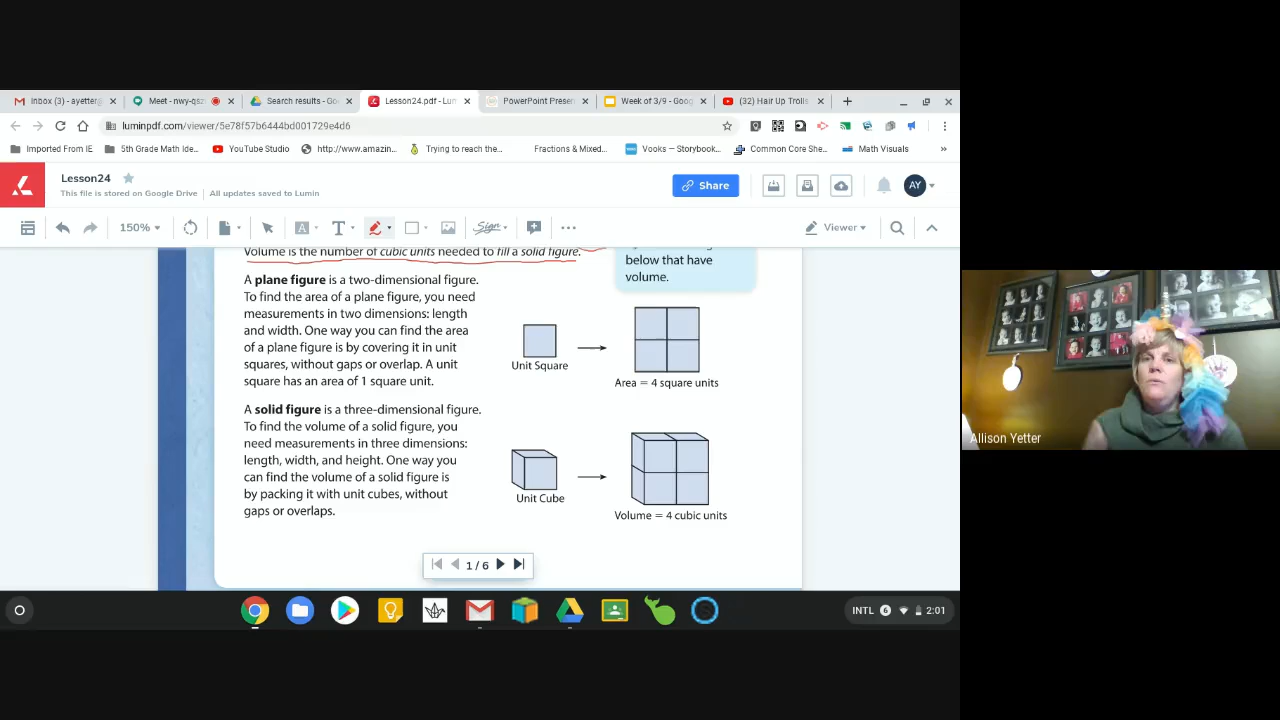 Inbox (3) - ayetter@
Meet - nwy-qsz
Search results - Go
Lesson24.pdf - Lum
PowerPoint Presen
Week of 3/9 - Goog
(32) Hair Up Trolls
luminpdf.com/viewer/5e78f57b6444bd001729e4d6
Imported From IE
5th Grade Math Ide...
YouTube Studio
http://www.amazin...
Trying to reach the...
Fractions & Mixed...
Vooks — Storybook...
Common Core She...
Math Visuals
»
Lesson24
This file is stored on Google Drive
All updates saved to Lumin
Share
AY
150%
A
T
Sign
Viewer
Volume is the number of cubic units needed to fill a solid figure.
below that have
volume.
A plane figure is a two-dimensional figure.
To find the area of a plane figure, you need
measurements in two dimensions: length
and width. One way you can find the area
of a plane figure is by covering it in unit
squares, without gaps or overlap. A unit
square has an area of 1 square unit.
Unit Square
Area = 4 square units
A solid figure is a three-dimensional figure.
To find the volume of a solid figure, you
need measurements in three dimensions:
length, width, and height. One way you
can find the volume of a solid figure is
by packing it with unit cubes, without
gaps or overlaps.
Unit Cube
Volume = 4 cubic units
1 / 6
INTL 6 2:01
Allison Yetter